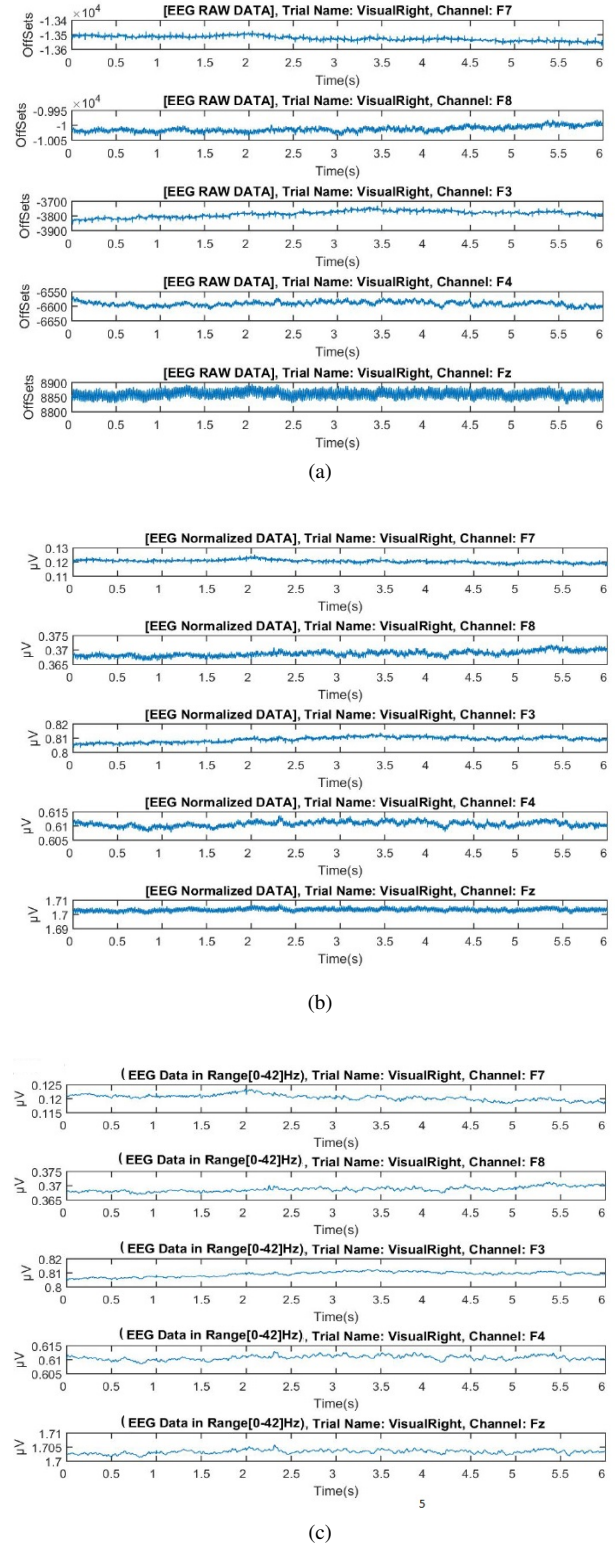 [EEG RAW DATA], Trial Name: VisualRight, Channel: F7
×10⁴
-1.34
-1.35
-1.36
OffSets
0 0.5 1 1.5 2 2.5 3 3.5 4 4.5 5 5.5 6
Time(s)
[EEG RAW DATA], Trial Name: VisualRight, Channel: F8
×10⁴
-0.995
-1
-1.005
OffSets
0 0.5 1 1.5 2 2.5 3 3.5 4 4.5 5 5.5 6
Time(s)
[EEG RAW DATA], Trial Name: VisualRight, Channel: F3
-3700
-3800
-3900
OffSets
0 0.5 1 1.5 2 2.5 3 3.5 4 4.5 5 5.5 6
Time(s)
[EEG RAW DATA], Trial Name: VisualRight, Channel: F4
-6550
-6600
-6650
OffSets
0 0.5 1 1.5 2 2.5 3 3.5 4 4.5 5 5.5 6
Time(s)
[EEG RAW DATA], Trial Name: VisualRight, Channel: Fz
8900
8850
8800
OffSets
0 0.5 1 1.5 2 2.5 3 3.5 4 4.5 5 5.5 6
Time(s)
(a)
[EEG Normalized DATA], Trial Name: VisualRight, Channel: F7
0.13
0.12
0.11
µV
0 0.5 1 1.5 2 2.5 3 3.5 4 4.5 5 5.5 6
Time(s)
[EEG Normalized DATA], Trial Name: VisualRight, Channel: F8
0.375
0.37
0.365
µV
0 0.5 1 1.5 2 2.5 3 3.5 4 4.5 5 5.5 6
Time(s)
[EEG Normalized DATA], Trial Name: VisualRight, Channel: F3
0.82
0.81
0.8
µV
0 0.5 1 1.5 2 2.5 3 3.5 4 4.5 5 5.5 6
Time(s)
[EEG Normalized DATA], Trial Name: VisualRight, Channel: F4
0.615
0.61
0.605
µV
0 0.5 1 1.5 2 2.5 3 3.5 4 4.5 5 5.5 6
Time(s)
[EEG Normalized DATA], Trial Name: VisualRight, Channel: Fz
1.71
1.7
1.69
µV
0 0.5 1 1.5 2 2.5 3 3.5 4 4.5 5 5.5 6
Time(s)
(b)
(EEG Data in Range[0-42]Hz), Trial Name: VisualRight, Channel: F7
0.125
0.12
0.115
µV
0 0.5 1 1.5 2 2.5 3 3.5 4 4.5 5 5.5 6
Time(s)
(EEG Data in Range[0-42]Hz), Trial Name: VisualRight, Channel: F8
0.375
0.37
0.365
µV
0 0.5 1 1.5 2 2.5 3 3.5 4 4.5 5 5.5 6
Time(s)
(EEG Data in Range[0-42]Hz), Trial Name: VisualRight, Channel: F3
0.82
0.81
0.8
µV
0 0.5 1 1.5 2 2.5 3 3.5 4 4.5 5 5.5 6
Time(s)
(EEG Data in Range[0-42]Hz), Trial Name: VisualRight, Channel: F4
0.615
0.61
0.605
µV
0 0.5 1 1.5 2 2.5 3 3.5 4 4.5 5 5.5 6
Time(s)
(EEG Data in Range[0-42]Hz), Trial Name: VisualRight, Channel: Fz
1.71
1.705
1.7
µV
0 0.5 1 1.5 2 2.5 3 3.5 4 4.5 5 5.5 6
Time(s)
5
(c)